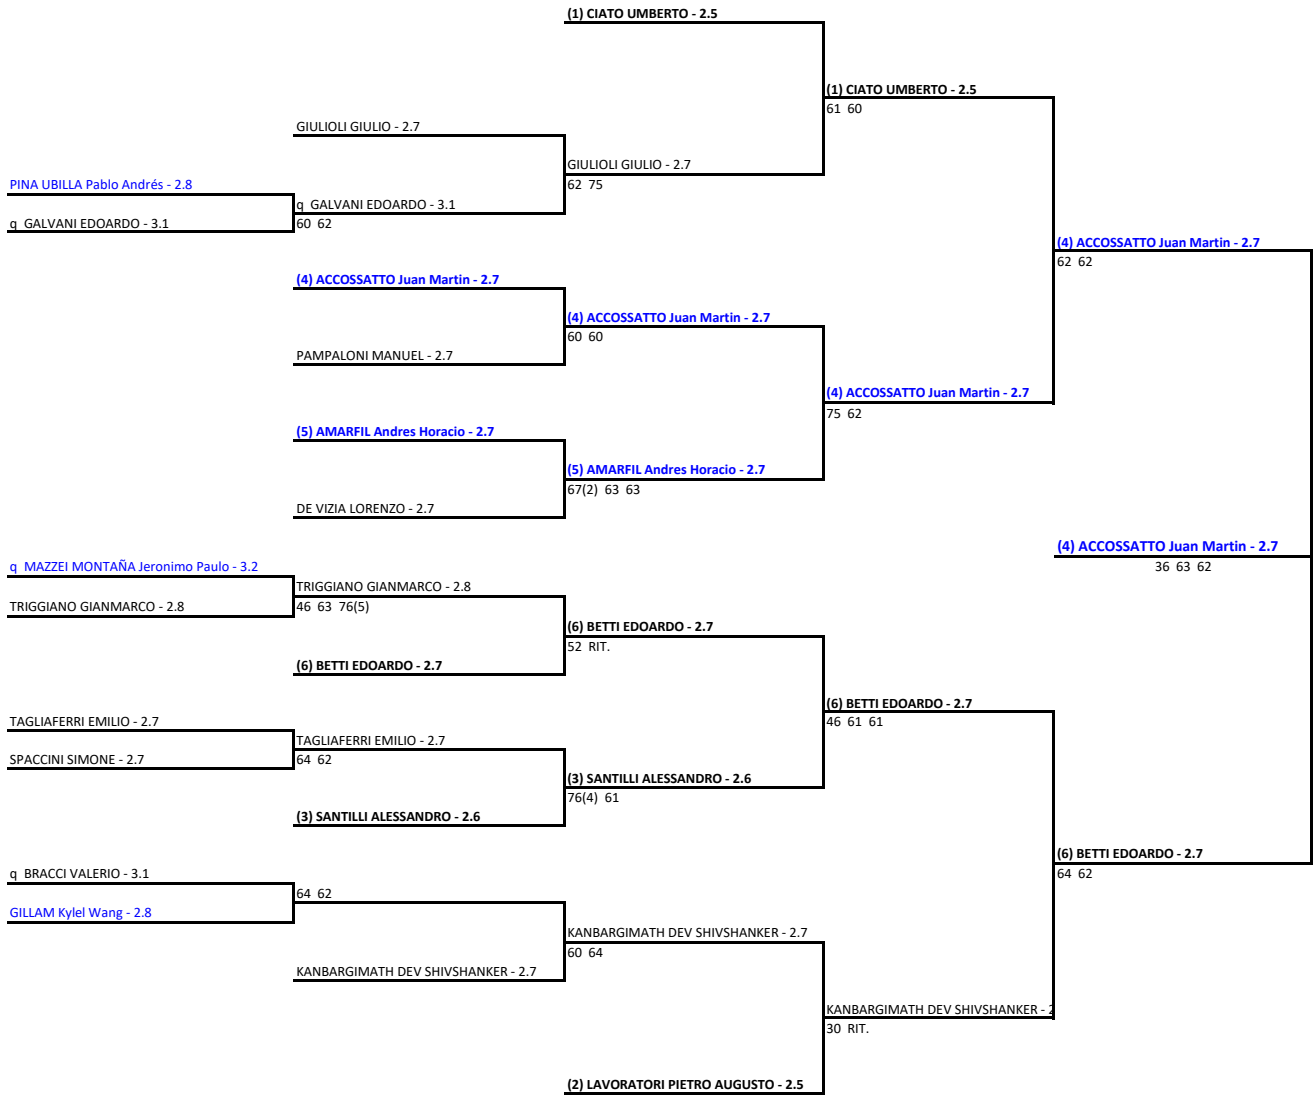 (1) CIATO UMBERTO - 2.5
(1) CIATO UMBERTO - 2.5
61 60
GIULIOLI GIULIO - 2.7
GIULIOLI GIULIO - 2.7
62 75
PINA UBILLA Pablo Andrés - 2.8
q GALVANI EDOARDO - 3.1
60 62
q GALVANI EDOARDO - 3.1
(4) ACCOSSATTO Juan Martin - 2.7
62 62
(4) ACCOSSATTO Juan Martin - 2.7
(4) ACCOSSATTO Juan Martin - 2.7
60 60
PAMPALONI MANUEL - 2.7
(4) ACCOSSATTO Juan Martin - 2.7
75 62
(5) AMARFIL Andres Horacio - 2.7
(5) AMARFIL Andres Horacio - 2.7
67(2) 63 63
DE VIZIA LORENZO - 2.7
(4) ACCOSSATTO Juan Martin - 2.7
36 63 62
q MAZZEI MONTAÑA Jeronimo Paulo - 3.2
TRIGGIANO GIANMARCO - 2.8
46 63 76(5)
TRIGGIANO GIANMARCO - 2.8
(6) BETTI EDOARDO - 2.7
52 RIT.
(6) BETTI EDOARDO - 2.7
(6) BETTI EDOARDO - 2.7
46 61 61
TAGLIAFERRI EMILIO - 2.7
TAGLIAFERRI EMILIO - 2.7
64 62
SPACCINI SIMONE - 2.7
(3) SANTILLI ALESSANDRO - 2.6
76(4) 61
(3) SANTILLI ALESSANDRO - 2.6
(6) BETTI EDOARDO - 2.7
64 62
q BRACCI VALERIO - 3.1
64 62
GILLAM Kylel Wang - 2.8
KANBARGIMATH DEV SHIVSHANKER - 2.7
60 64
KANBARGIMATH DEV SHIVSHANKER - 2.7
KANBARGIMATH DEV SHIVSHANKER -
30 RIT.
(2) LAVORATORI PIETRO AUGUSTO - 2.5